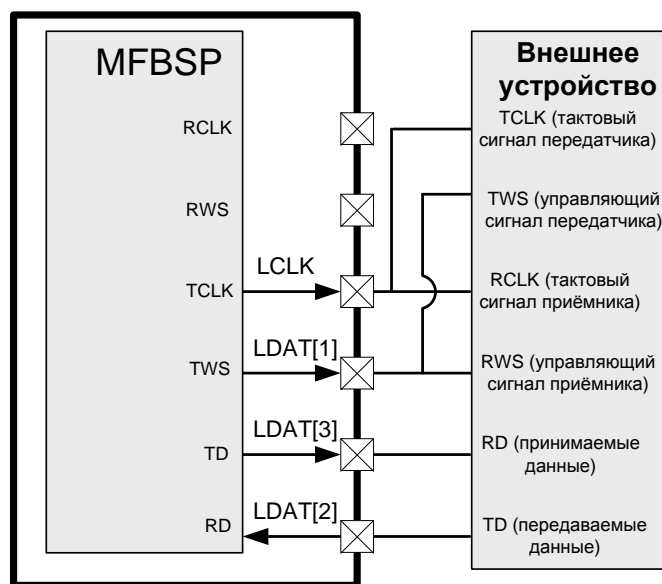 MFBSP
RCLK
RWS
TCLK
TWS
TD
RD
LCLK
LDAT[1]
LDAT[3]
LDAT[2]
Внешнее
устройство
TCLK (тактовый
сигнал передатчика)
TWS (управляющий
сигнал передатчика)
RCLK (тактовый
сигнал приёмника)
RWS (управляющий
сигнал приёмника)
RD (принимаемые
данные)
TD (передаваемые
данные)